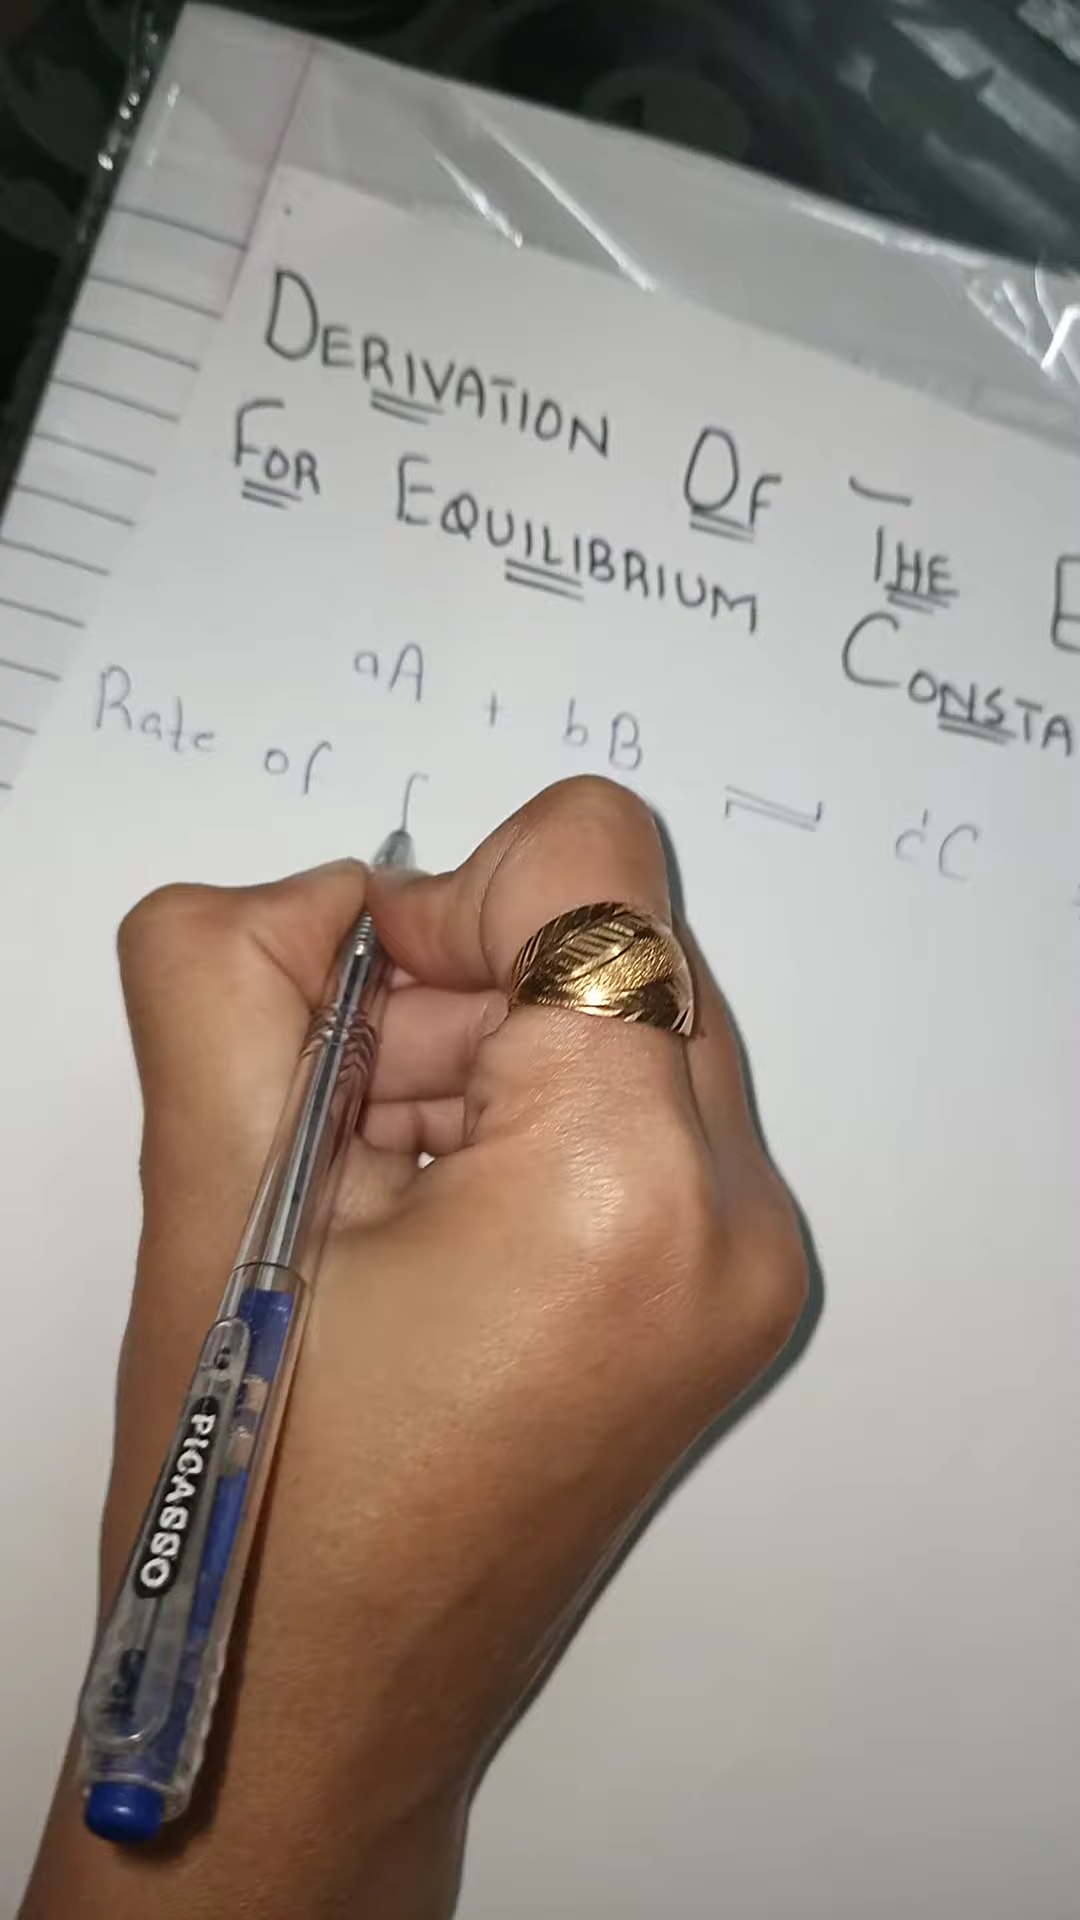 DERIVATION OF THE E
FOR EQUILIBRIUM CONSTA
aA + bB ⇌ cC
Rate of f
PICASSO